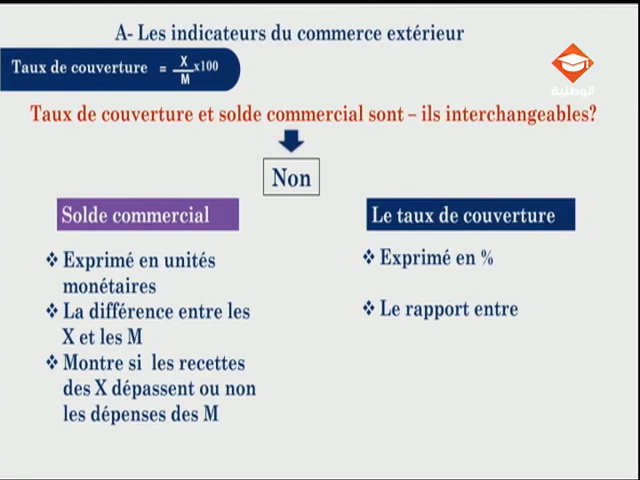 A- Les indicateurs du commerce extérieur
Taux de couverture = X/M x100
الوطنية
Taux de couverture et solde commercial sont – ils interchangeables?
Non
Solde commercial
❖ Exprimé en unités
monétaires
❖ La différence entre les
X et les M
❖ Montre si les recettes
des X dépassent ou non
les dépenses des M
Le taux de couverture
❖ Exprimé en %
❖ Le rapport entre